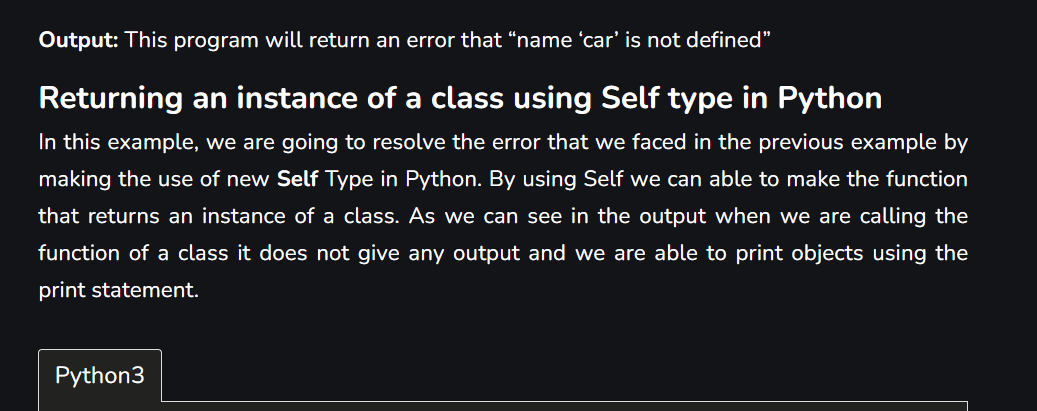 Output: This program will return an error that “name ‘car’ is not defined”
Returning an instance of a class using Self type in Python
In this example, we are going to resolve the error that we faced in the previous example by
making the use of new Self Type in Python. By using Self we can able to make the function
that returns an instance of a class. As we can see in the output when we are calling the
function of a class it does not give any output and we are able to print objects using the
print statement.
Python3